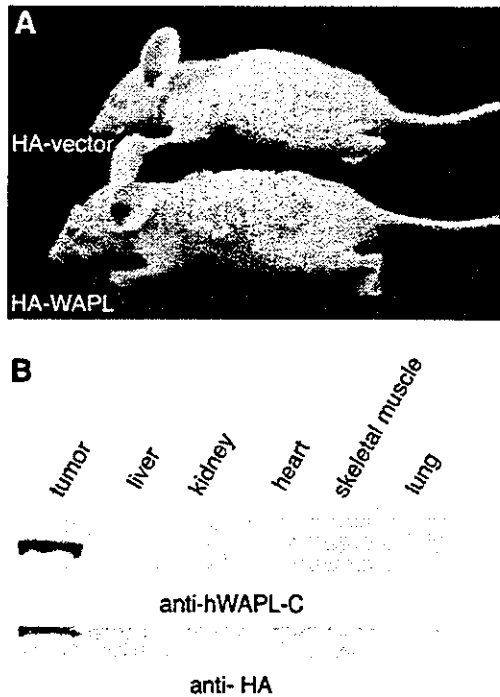 A
HA-vector
HA-WAPL
B
tumor
liver
kidney
heart
skeletal muscle
lung
anti-hWAPL-C
anti- HA